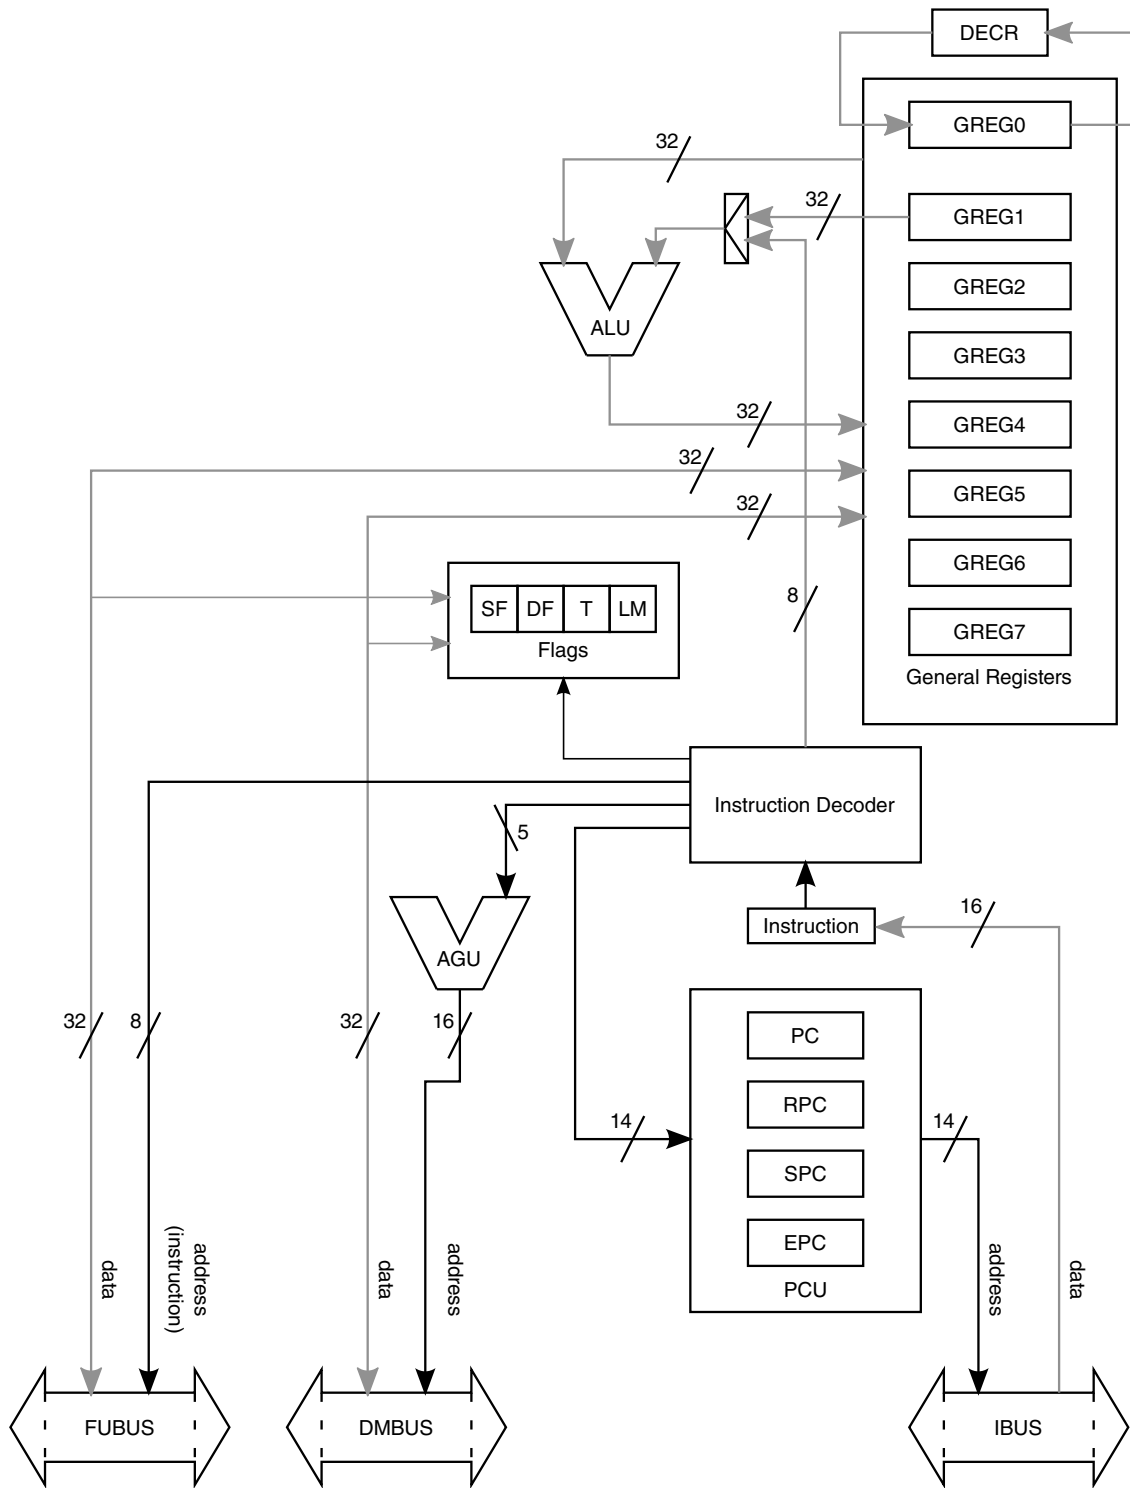 DECR
GREG0
32
32
GREG1
GREG2
ALU
GREG3
32
GREG4
32
GREG5
32
GREG6
8
SF DF T LM
GREG7
Flags
General Registers
Instruction Decoder
5
16
Instruction
AGU
32
8
32
16
PC
RPC
14
14
SPC
EPC
PCU
data
address
(instruction)
data
address
address
data
FUBUS
DMBUS
IBUS